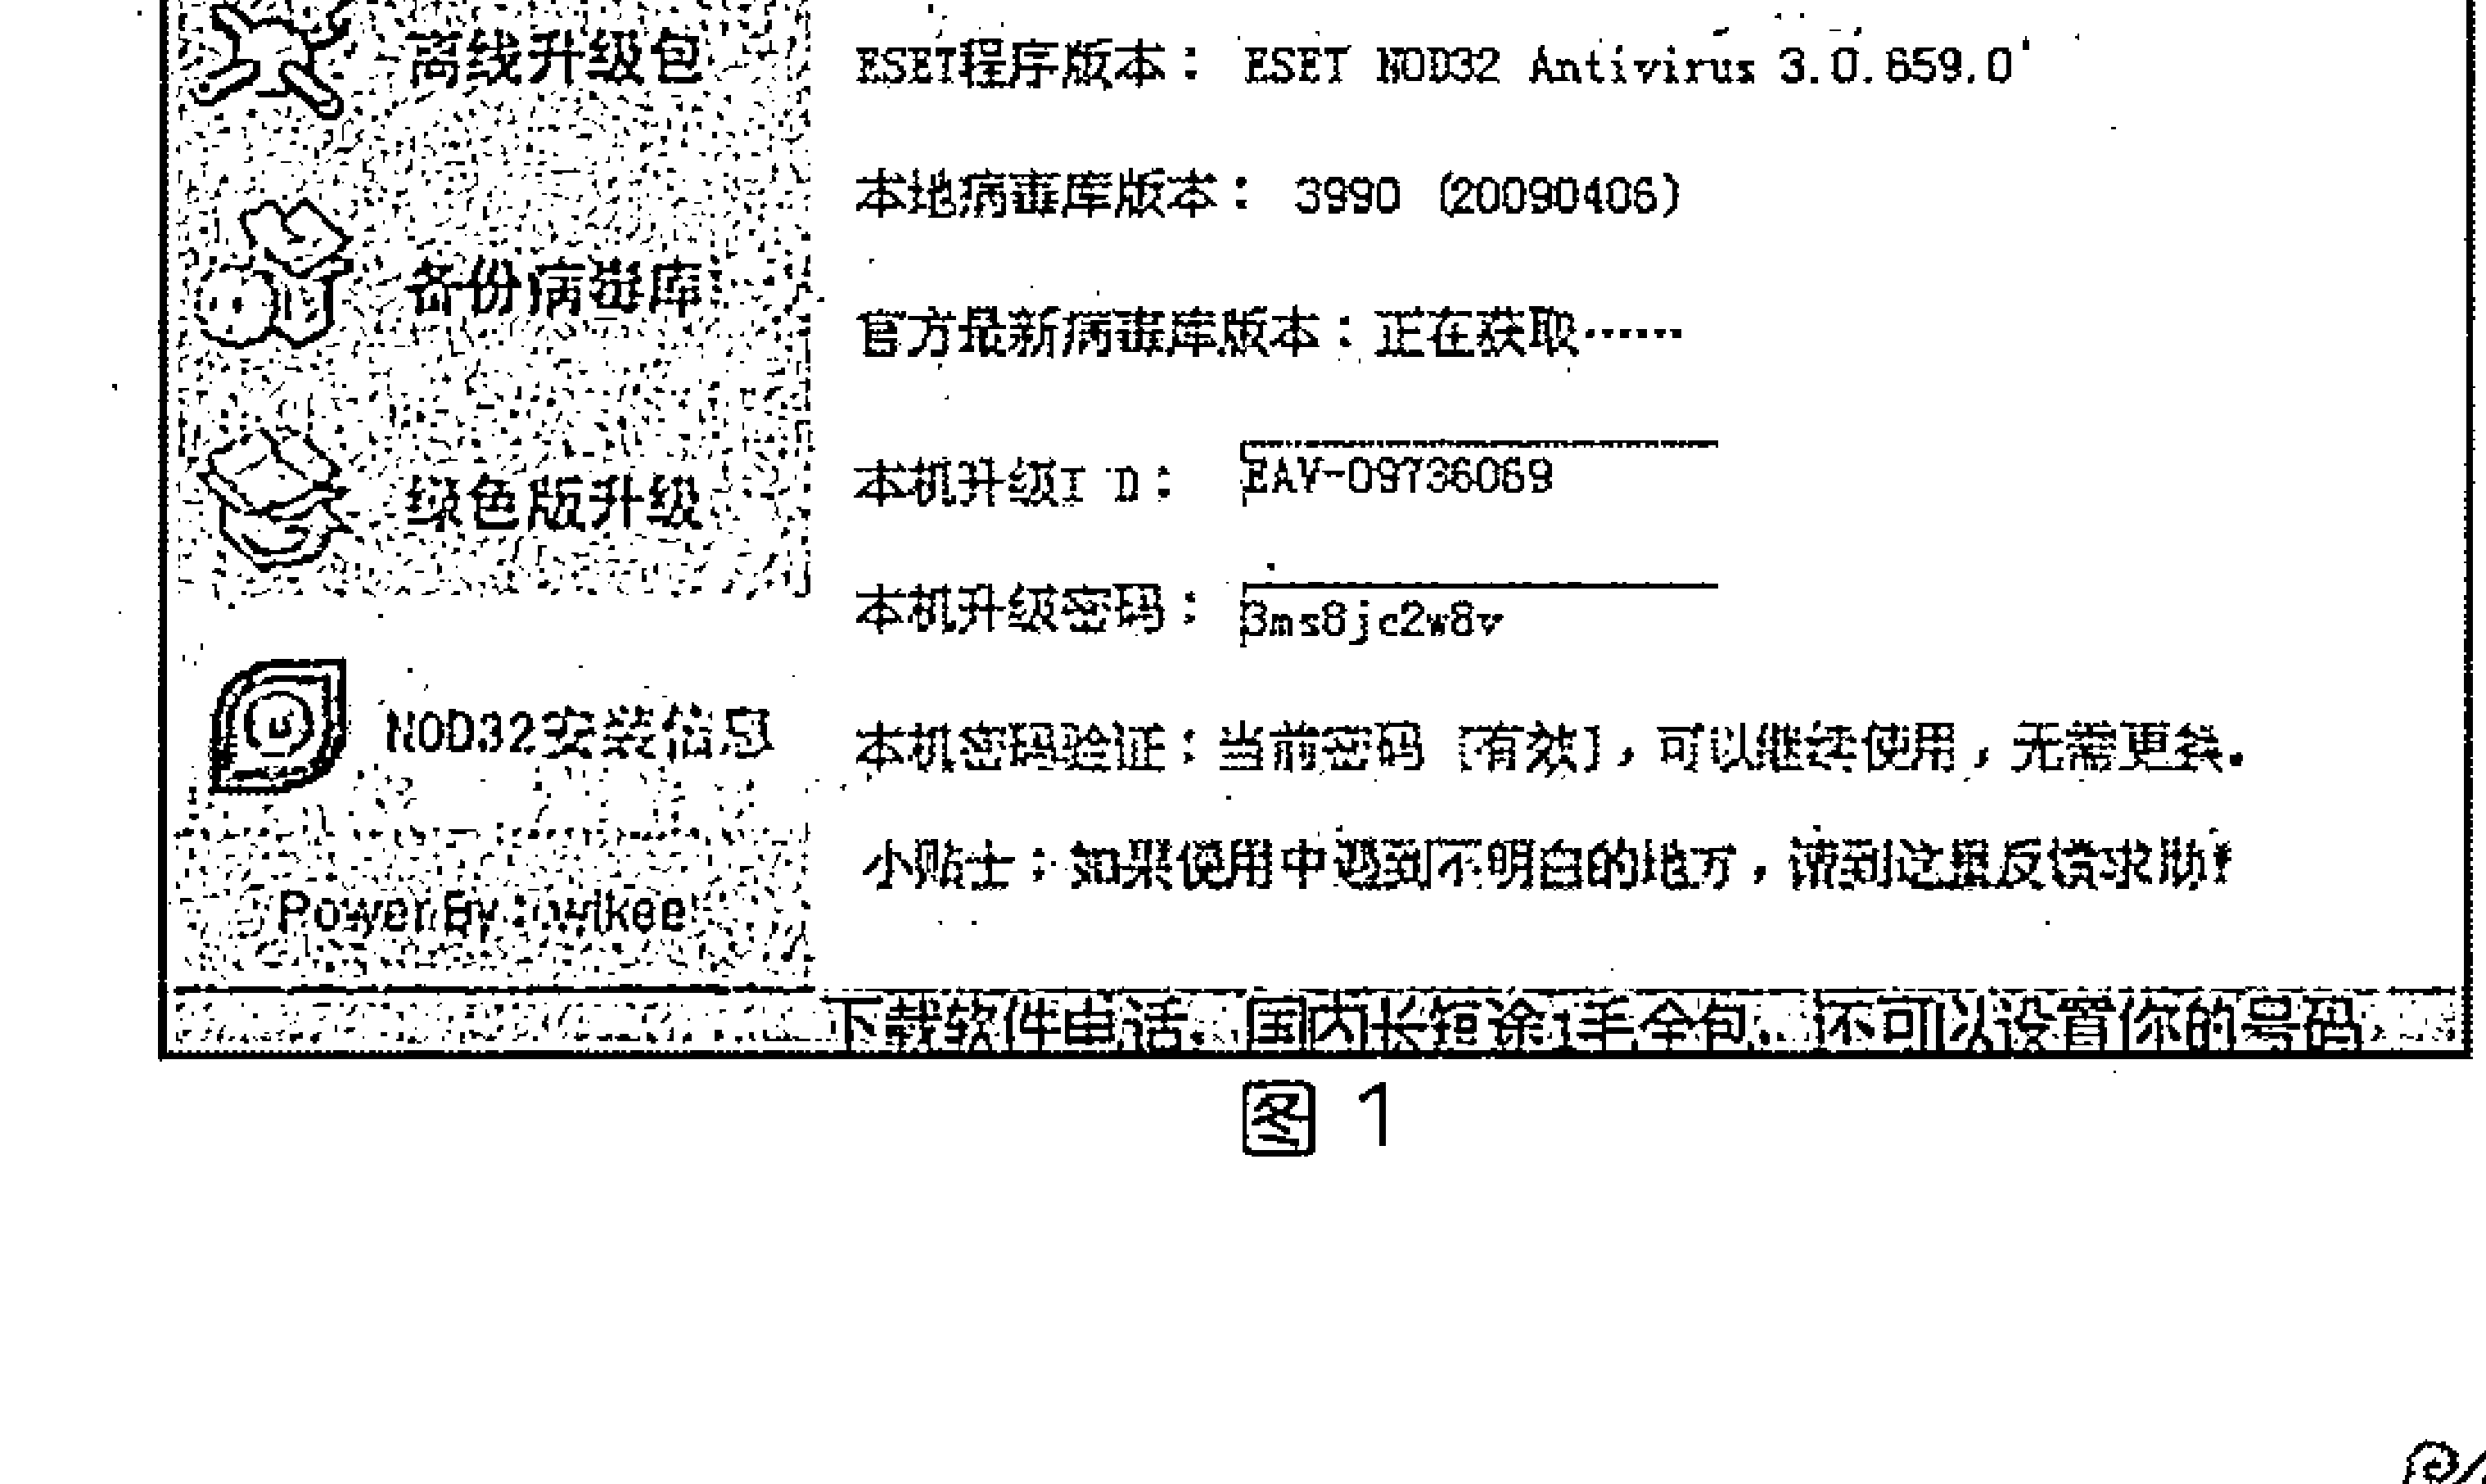 离线升级包
备份病毒库
绿色版升级
NOD32安装信息
Power By:wikee
ESET程序版本: ESET NOD32 Antivirus 3.0.659.0
本地病毒库版本: 3990 (20090406)
官方最新病毒库版本:正在获取……
本机升级I D: EAV-09736069
本机升级密码: 3ms8jc2w8v
本机密码验证:当前密码 [有效],可以继续使用,无需更换.
小贴士:如果使用中遇到不明白的地方,请到这里反馈求助!
下载软件电话. 国内长短途1毛全包. 还可以设置你的号码
图 1